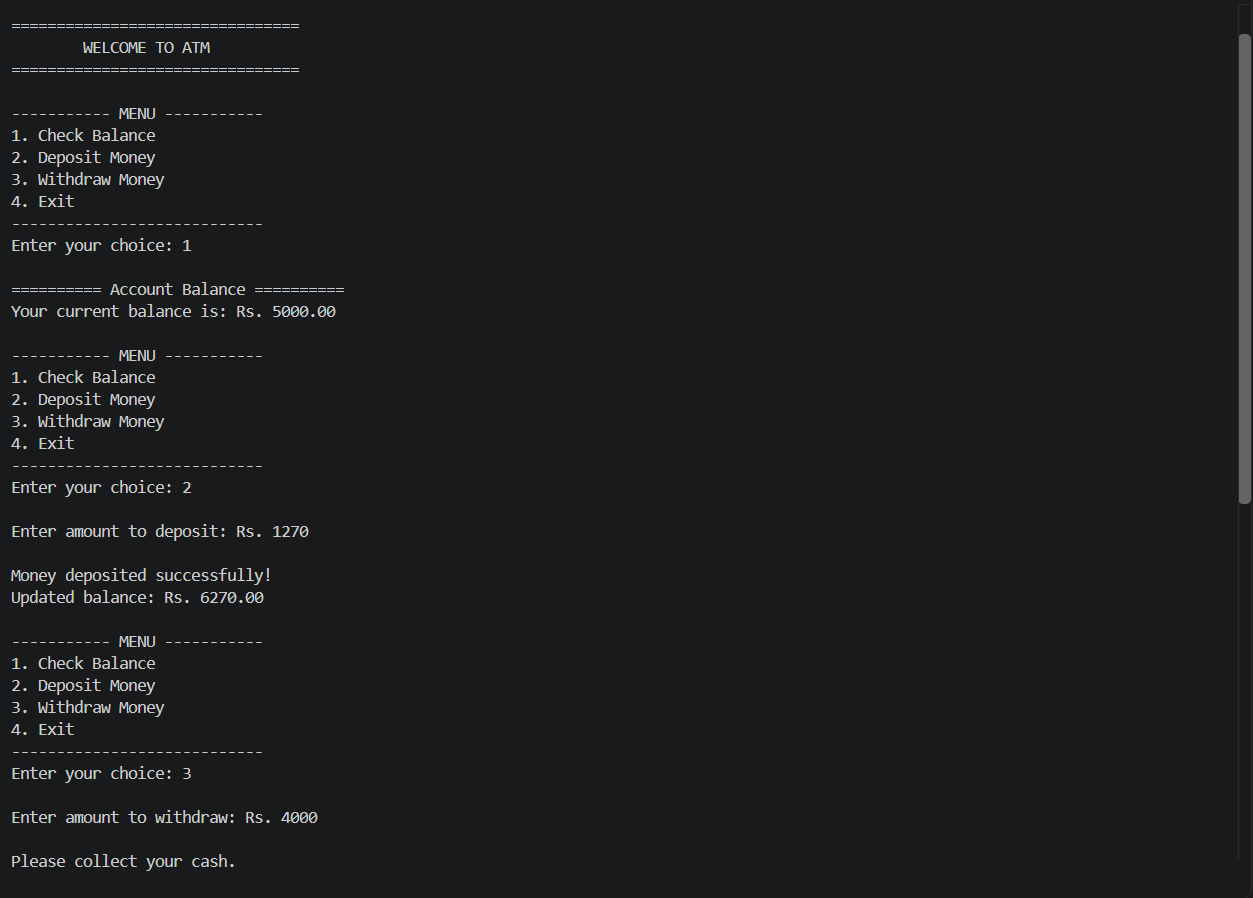 ================================
        WELCOME TO ATM
================================
----------- MENU -----------
1. Check Balance
2. Deposit Money
3. Withdraw Money
4. Exit
----------------------------
Enter your choice: 1
========== Account Balance ==========
Your current balance is: Rs. 5000.00
----------- MENU -----------
1. Check Balance
2. Deposit Money
3. Withdraw Money
4. Exit
----------------------------
Enter your choice: 2
Enter amount to deposit: Rs. 1270
Money deposited successfully!
Updated balance: Rs. 6270.00
----------- MENU -----------
1. Check Balance
2. Deposit Money
3. Withdraw Money
4. Exit
----------------------------
Enter your choice: 3
Enter amount to withdraw: Rs. 4000
Please collect your cash.